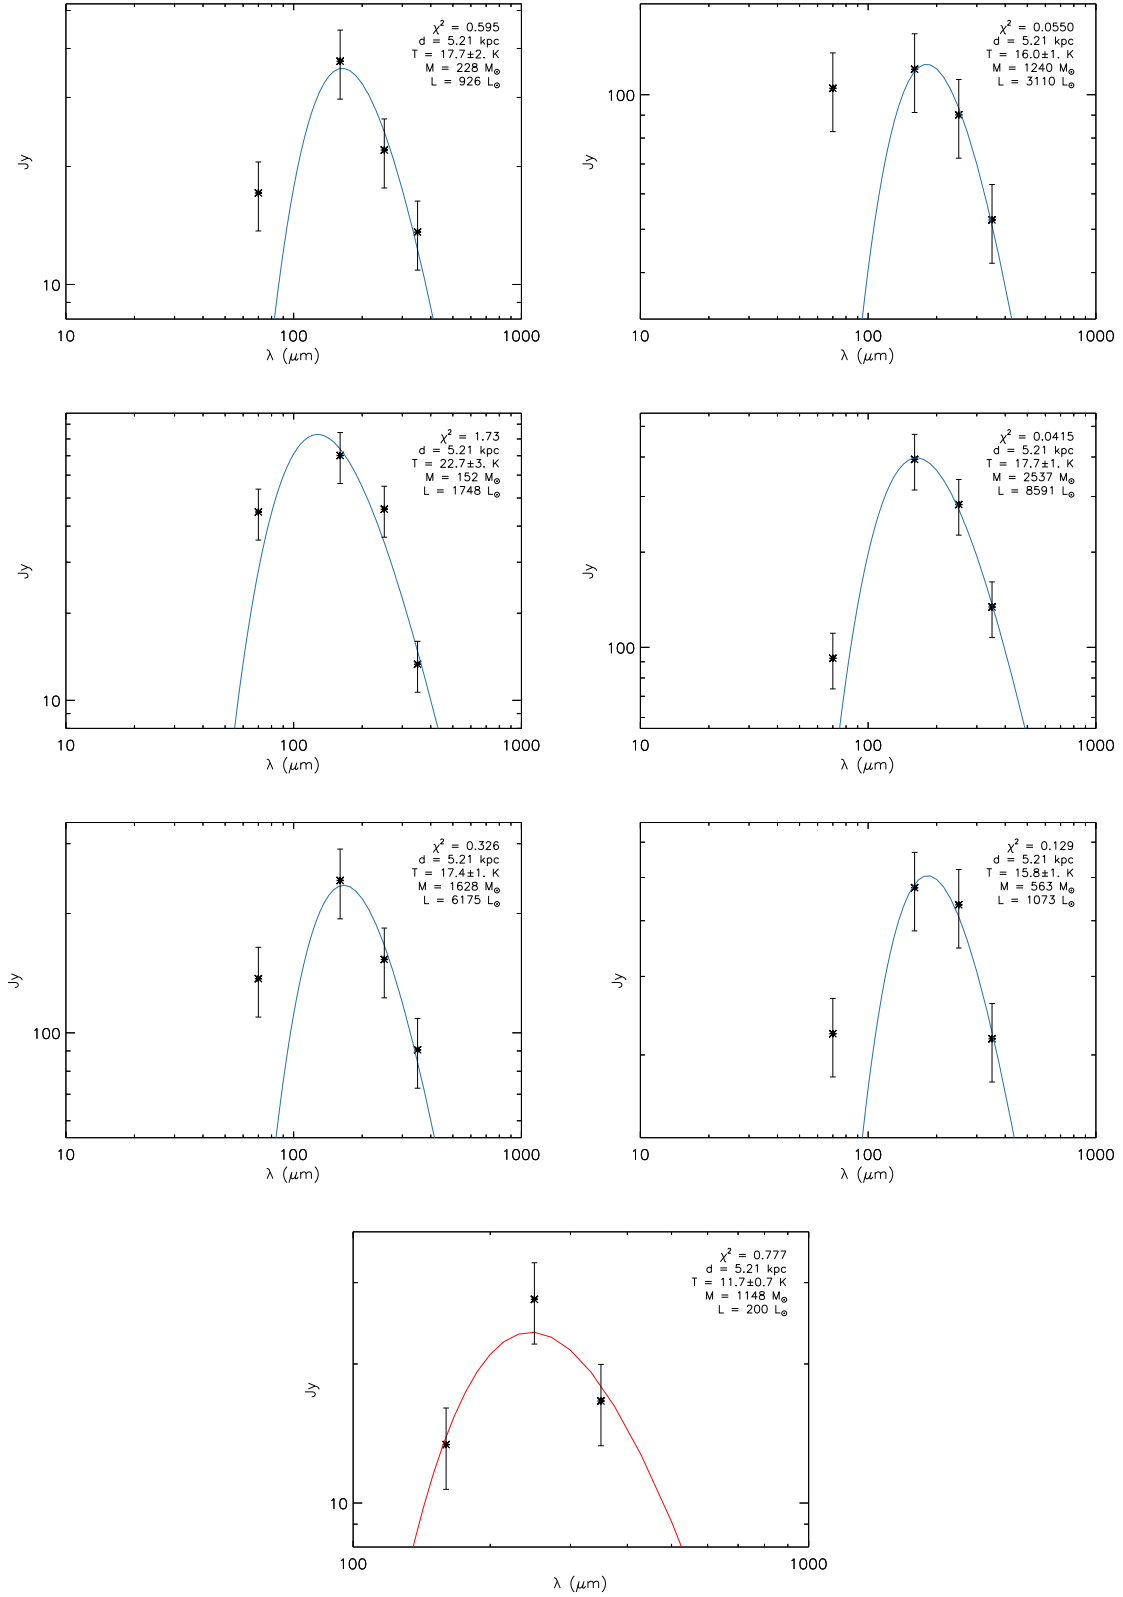 χ² = 0.595
d = 5.21 kpc
T = 17.7±2. K
M = 228 M⊙
L = 926 L⊙
Jy
10
10
100
1000
λ (μm)
χ² = 0.0550
d = 5.21 kpc
T = 16.0±1. K
M = 1240 M⊙
L = 3110 L⊙
100
Jy
10
100
1000
λ (μm)
χ² = 1.73
d = 5.21 kpc
T = 22.7±3. K
M = 152 M⊙
L = 1748 L⊙
Jy
10
10
100
1000
λ (μm)
χ² = 0.0415
d = 5.21 kpc
T = 17.7±1. K
M = 2537 M⊙
L = 8591 L⊙
Jy
100
10
100
1000
λ (μm)
χ² = 0.326
d = 5.21 kpc
T = 17.4±1. K
M = 1628 M⊙
L = 6175 L⊙
Jy
100
10
100
1000
λ (μm)
χ² = 0.129
d = 5.21 kpc
T = 15.8±1. K
M = 563 M⊙
L = 1073 L⊙
Jy
10
100
1000
λ (μm)
χ² = 0.777
d = 5.21 kpc
T = 11.7±0.7 K
M = 1148 M⊙
L = 200 L⊙
Jy
10
100
1000
λ (μm)